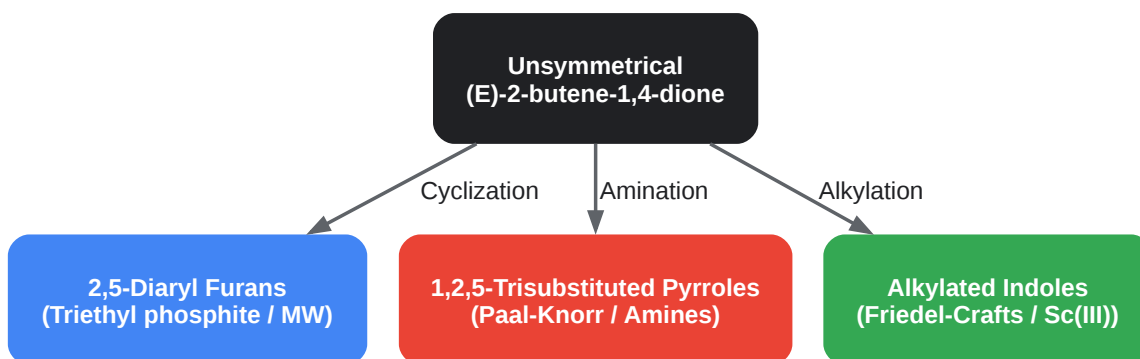 Unsymmetrical
(E)-2-butene-1,4-dione
Cyclization
Amination
Alkylation
2,5-Diaryl Furans
(Triethyl phosphite / MW)
1,2,5-Trisubstituted Pyrroles
(Paal-Knorr / Amines)
Alkylated Indoles
(Friedel-Crafts / Sc(III))